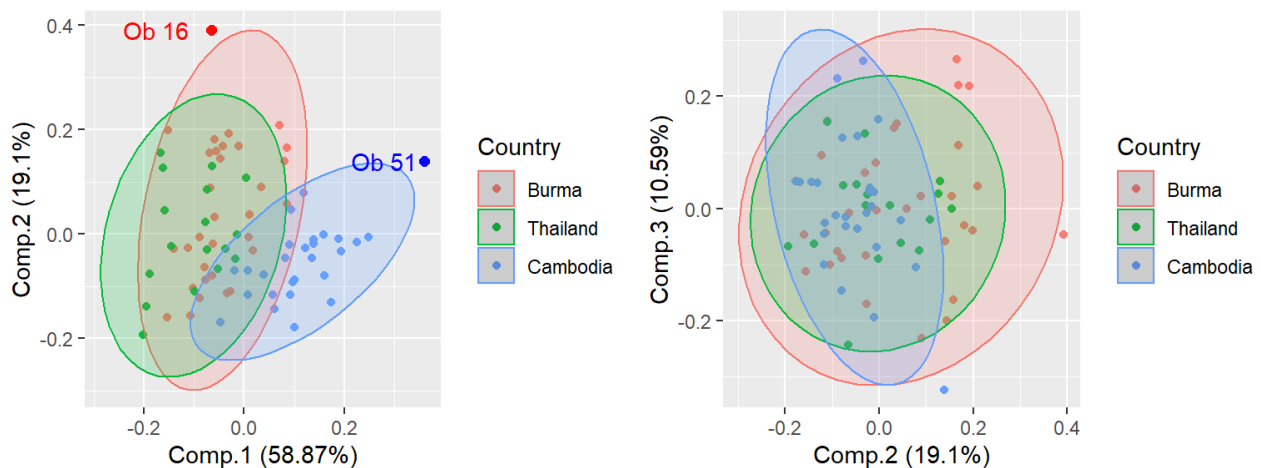 0.4
0.2
0.0
-0.2
Comp.2 (19.1%)
Ob 16
Ob 51
-0.2
0.0
0.2
Comp.1 (58.87%)
Country
Burma
Thailand
Cambodia
0.2
0.0
-0.2
Comp.3 (10.59%)
-0.2
0.0
0.2
0.4
Comp.2 (19.1%)
Country
Burma
Thailand
Cambodia